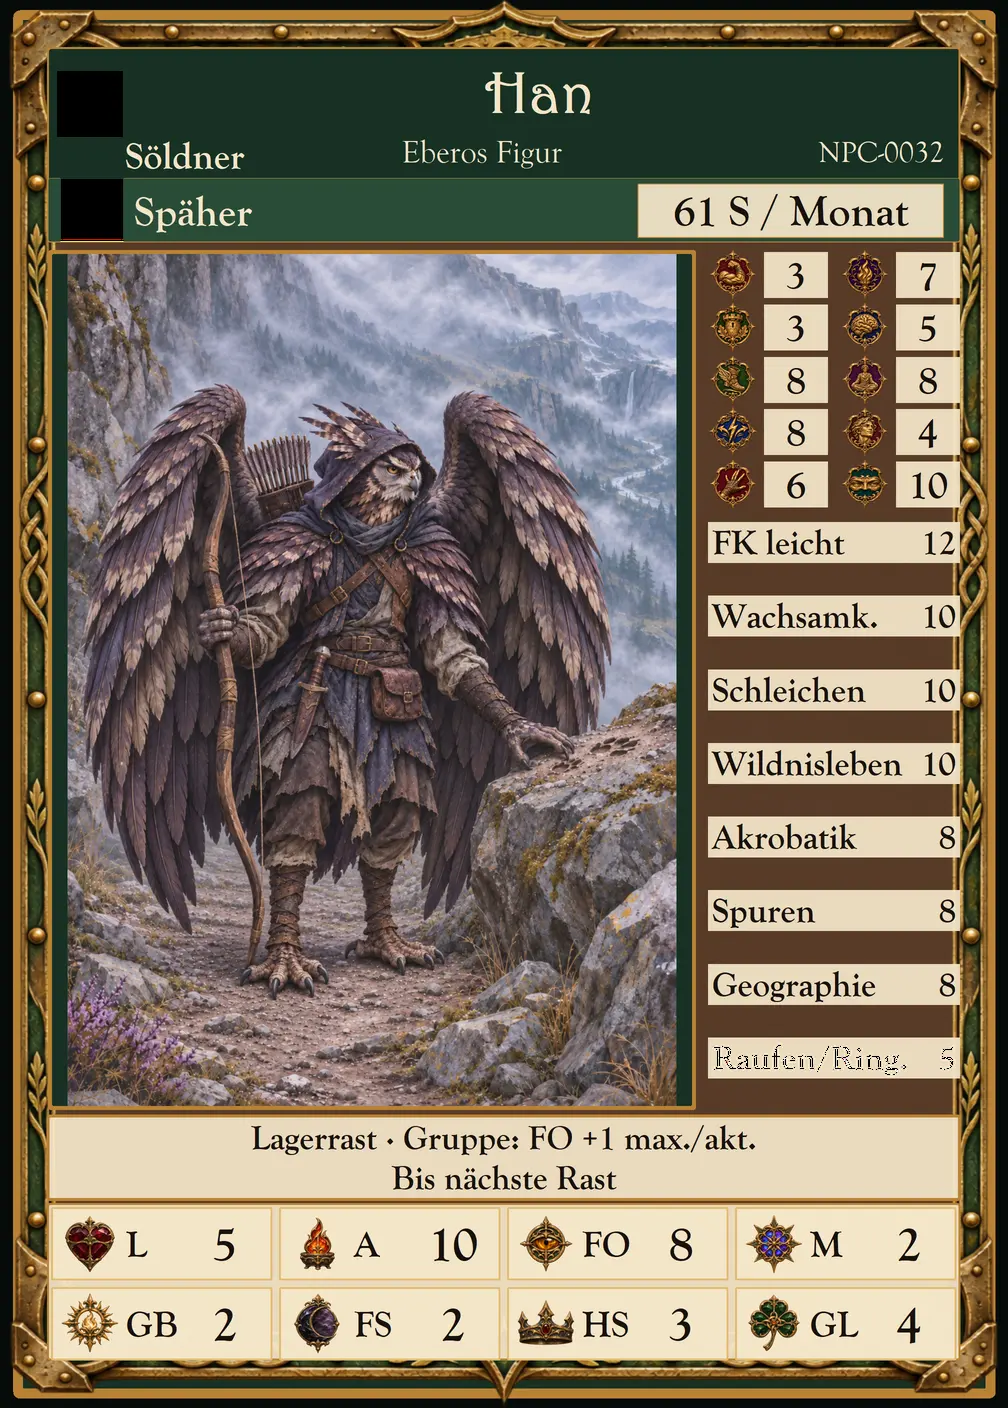 Han
Söldner Eberos Figur NPC-0032
Späher 61 S / Monat
3 7
3 5
8 8
8 4
6 10
FK leicht 12
Wachsamk. 10
Schleichen 10
Wildnisleben 10
Akrobatik 8
Spuren 8
Geographie 8
Raufen/Ring. 5
Lagerrast · Gruppe: FO +1 max./akt.
Bis nächste Rast
L 5 A 10 FO 8 M 2
GB 2 FS 2 HS 3 GL 4